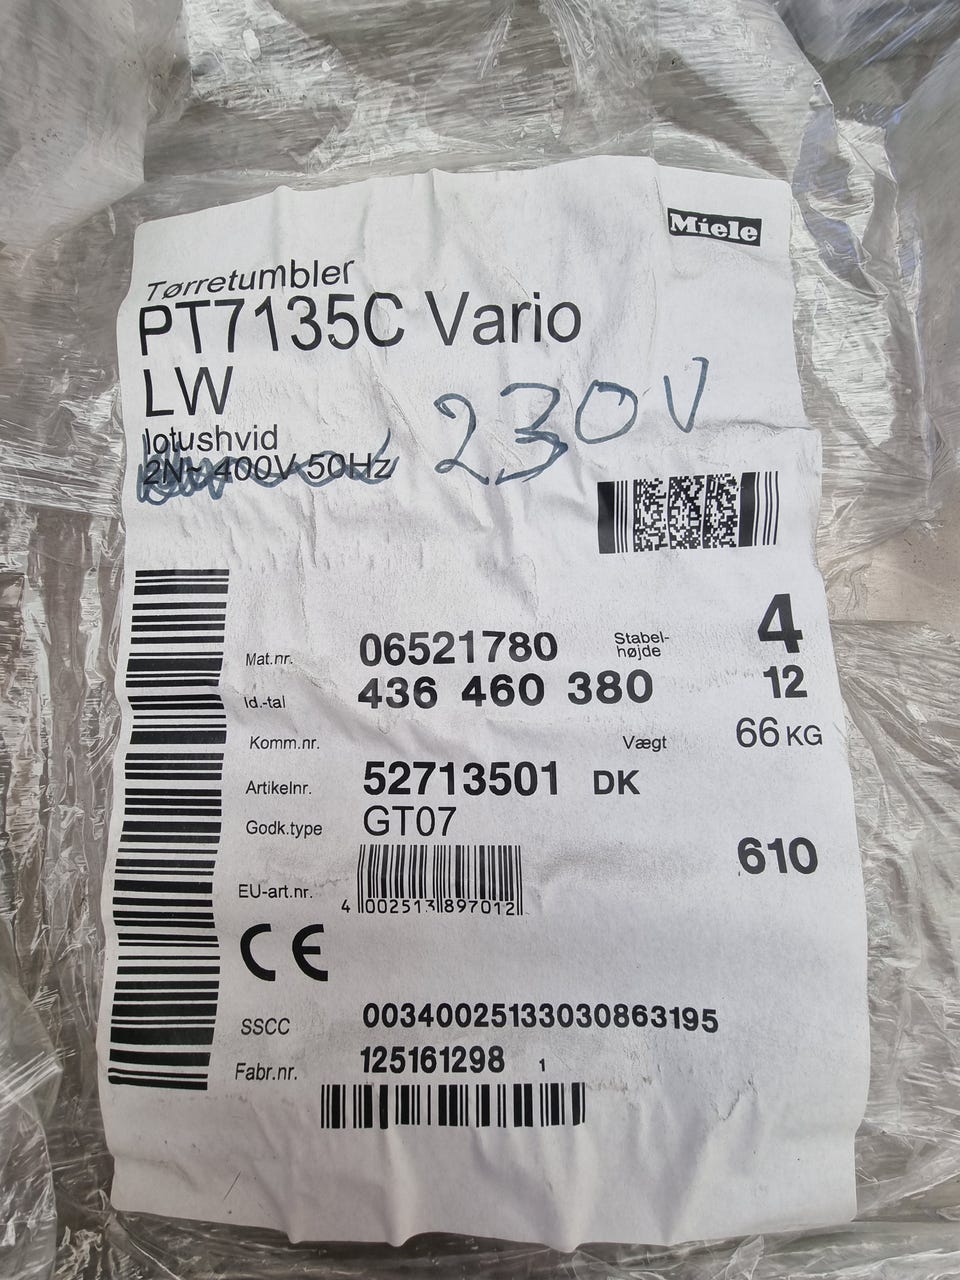 Miele
Tørretumbler
PT7135C Vario
LW
230V
lotushvid
2N~ 400V 50Hz
Mat.nr. 06521780 Stabel-højde 4
Id.-tal 436 460 380 12
Komm.nr. Vægt 66 KG
Artikelnr. 52713501 DK
Godk.type GT07
610
EU-art.nr. 4 002513 897012
CE
SSCC 00340025133030863195
Fabr.nr. 125161298 1